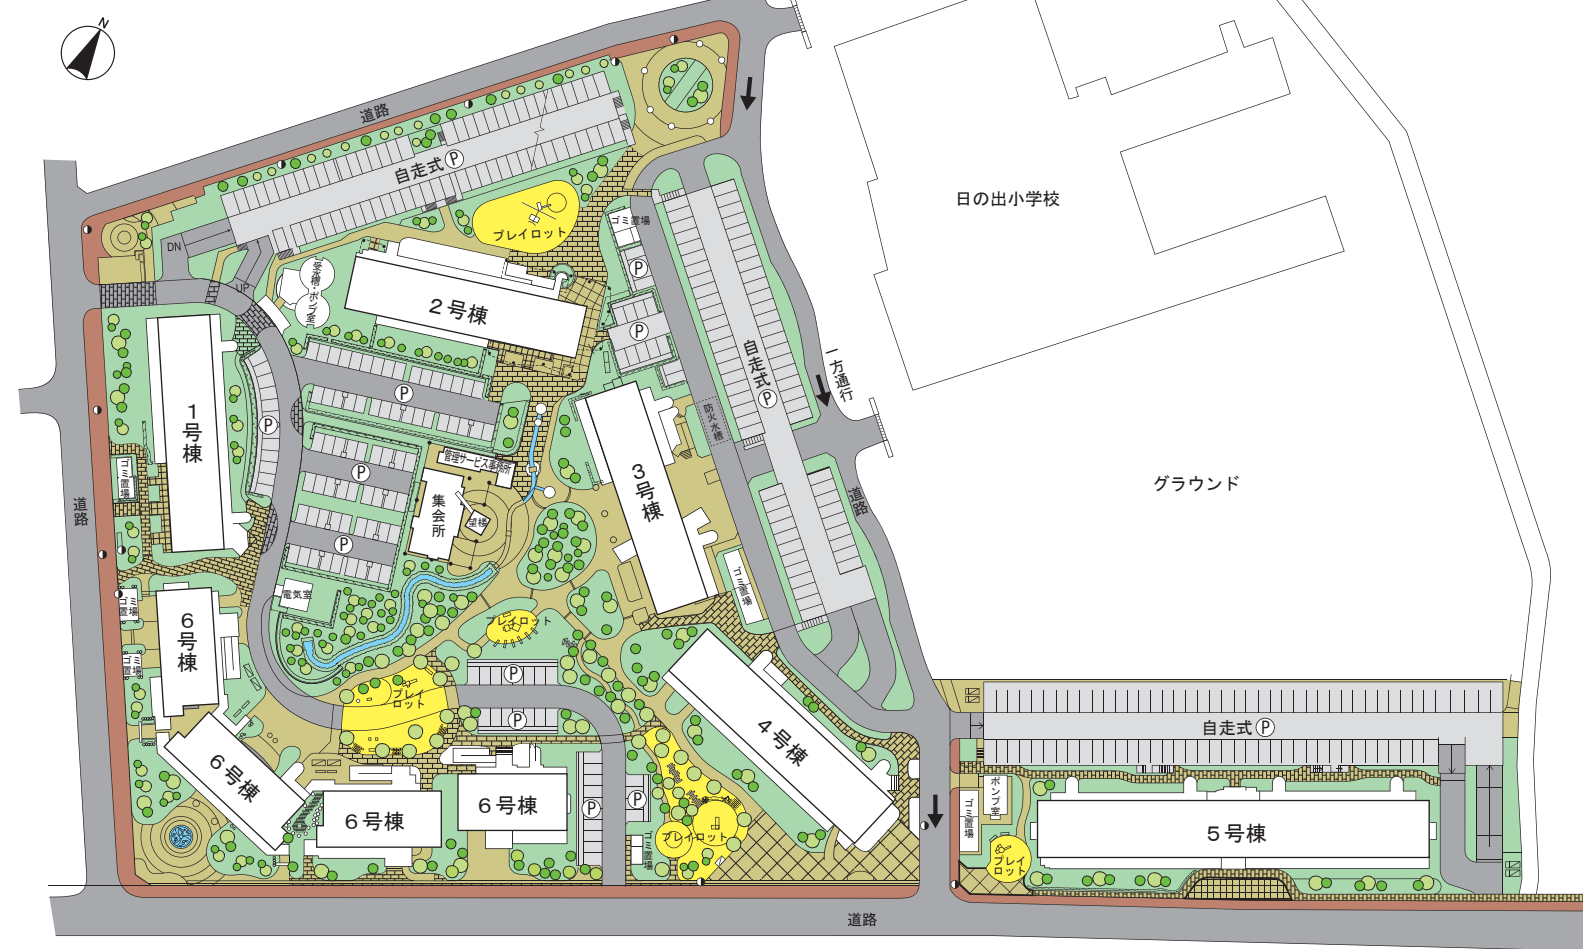 N
道路
自走式Ⓟ
DN
UP
受水槽・ポンプ室
プレイロット
ゴミ置場
Ⓟ
Ⓟ
2号棟
日の出小学校
グラウンド
自走式Ⓟ
一方通行
道路
防火水槽
1号棟
Ⓟ
Ⓟ
Ⓟ
Ⓟ
管理サービス事務所
集会所
望楼
3号棟
ゴミ置場
道路
ゴミ置場
電気室
ゴミ置場
ゴミ置場
6号棟
プレイロット
プレイ
ロット
Ⓟ
Ⓟ
6号棟
6号棟
6号棟
Ⓟ
Ⓟ
ゴミ置場
プレイロット
4号棟
自走式Ⓟ
ポンプ室
ゴミ置場
プレイ
ロット
5号棟
道路